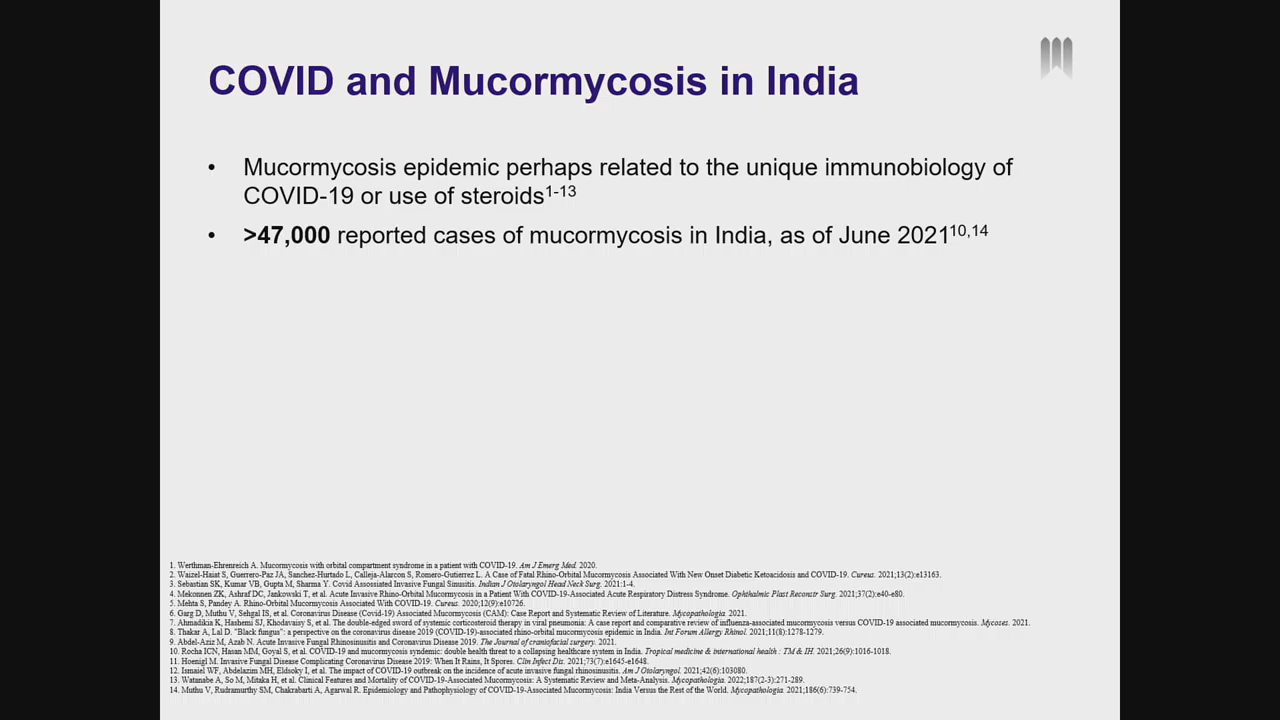 COVID and Mucormycosis in India
• Mucormycosis epidemic perhaps related to the unique immunobiology of
COVID-19 or use of steroids1-13
• >47,000 reported cases of mucormycosis in India, as of June 202110,14
1. Werthman-Ehrenreich A. Mucormycosis with orbital compartment syndrome in a patient with COVID-19. Am J Emerg Med. 2020.
2. Waizel-Haiat S, Guerrero-Paz JA, Sanchez-Hurtado L, Calleja-Alarcon S, Romero-Gutierrez L. A Case of Fatal Rhino-Orbital Mucormycosis Associated With New Onset Diabetic Ketoacidosis and COVID-19. Cureus. 2021;13(2):e13163.
3. Sebastian SK, Kumar VB, Gupta M, Sharma Y. Covid Assossiated Invasive Fungal Sinusitis. Indian J Otolaryngol Head Neck Surg. 2021:1-4.
4. Mekonnen ZK, Ashraf DC, Jankowski T, et al. Acute Invasive Rhino-Orbital Mucormycosis in a Patient With COVID-19-Associated Acute Respiratory Distress Syndrome. Ophthalmic Plast Reconstr Surg. 2021;37(2):e40-e80.
5. Mehta S, Pandey A. Rhino-Orbital Mucormycosis Associated With COVID-19. Cureus. 2020;12(9):e10726.
6. Garg D, Muthu V, Sehgal IS, et al. Coronavirus Disease (Covid-19) Associated Mucormycosis (CAM): Case Report and Systematic Review of Literature. Mycopathologia. 2021.
7. Ahmadikia K, Hashemi SJ, Khodavaisy S, et al. The double-edged sword of systemic corticosteroid therapy in viral pneumonia: A case report and comparative review of influenza-associated mucormycosis versus COVID-19 associated mucormycosis. Mycoses. 2021.
8. Thakar A, Lal D. "Black fungus": a perspective on the coronavirus disease 2019 (COVID-19)-associated rhino-orbital mucormycosis epidemic in India. Int Forum Allergy Rhinol. 2021;11(8):1278-1279.
9. Abdel-Aziz M, Azab N. Acute Invasive Fungal Rhinosinusitis and Coronavirus Disease 2019. The Journal of craniofacial surgery. 2021.
10. Rocha ICN, Hasan MM, Goyal S, et al. COVID-19 and mucormycosis syndemic: double health threat to a collapsing healthcare system in India. Tropical medicine & international health : TM & IH. 2021;26(9):1016-1018.
11. Hoenigl M. Invasive Fungal Disease Complicating Coronavirus Disease 2019: When It Rains, It Spores. Clin Infect Dis. 2021;73(7):e1645-e1648.
12. Ismaiel WF, Abdelazim MH, Eldsoky I, et al. The impact of COVID-19 outbreak on the incidence of acute invasive fungal rhinosinusitis. Am J Otolaryngol. 2021;42(6):103080.
13. Watanabe A, So M, Mitaka H, et al. Clinical Features and Mortality of COVID-19-Associated Mucormycosis: A Systematic Review and Meta-Analysis. Mycopathologia. 2022;187(2-3):271-289.
14. Muthu V, Rudramurthy SM, Chakrabarti A, Agarwal R. Epidemiology and Pathophysiology of COVID-19-Associated Mucormycosis: India Versus the Rest of the World. Mycopathologia. 2021;186(6):739-754.